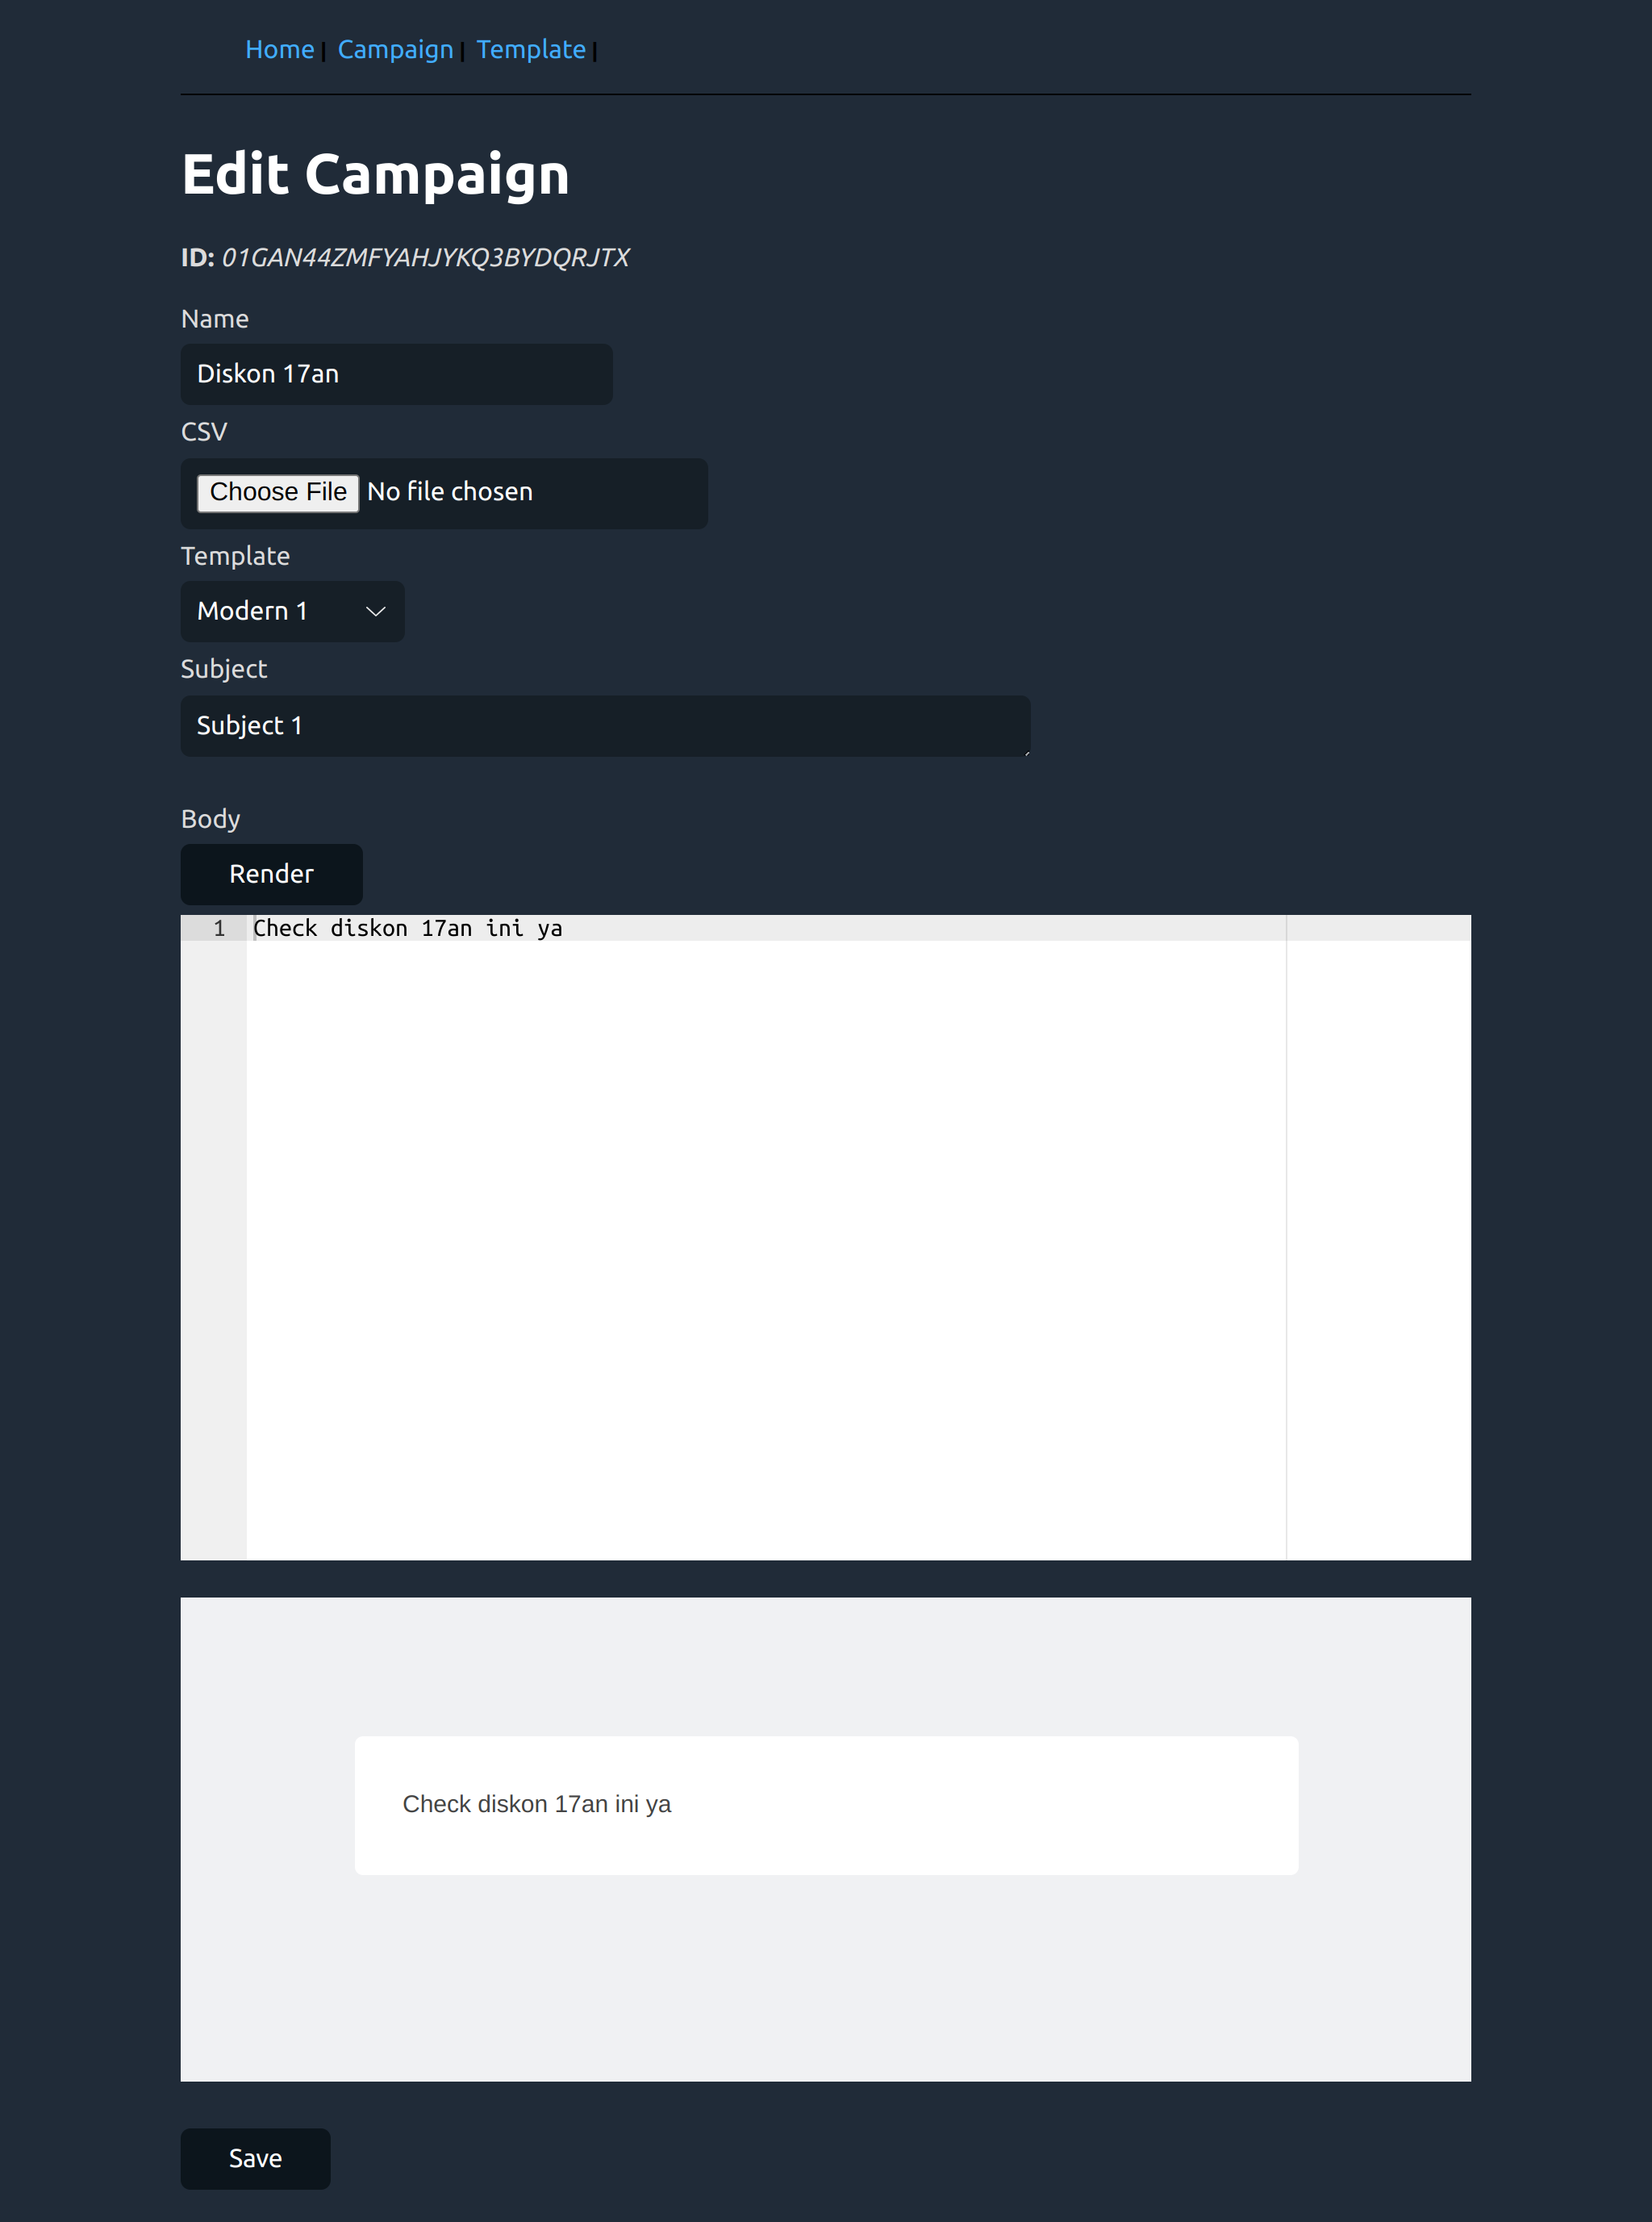 Home | Campaign | Template |
Edit Campaign
ID: 01GAN44ZMFYAHJYKQ3BYDQRJTX
Name
Diskon 17an
CSV
Choose File No file chosen
Template
Modern 1
Subject
Subject 1
Body
Render
1 Check diskon 17an ini ya
Check diskon 17an ini ya
Save